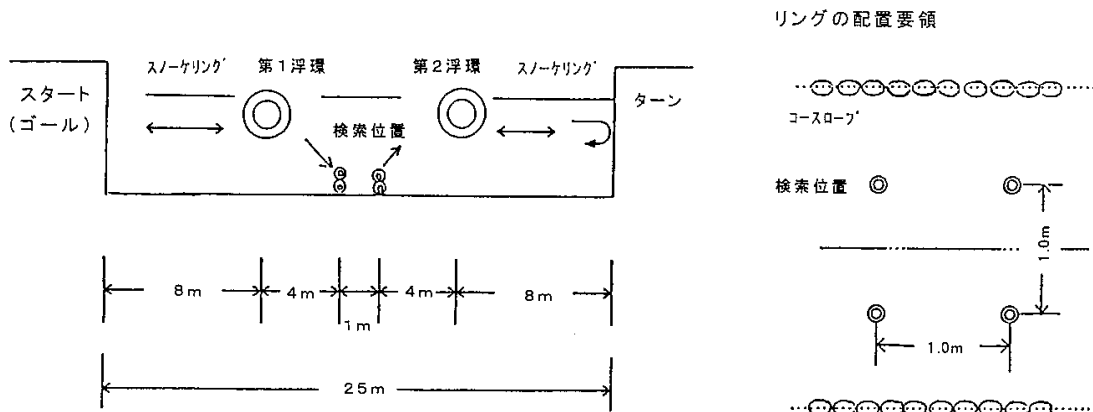 リングの配置要領
スノーケリング
第1浮環
第2浮環
スノーケリング
スタート
(ゴール)
ターン
検索位置
コースロープ
検索位置
1.0m
1.0m
8m
4m
1m
4m
8m
25m